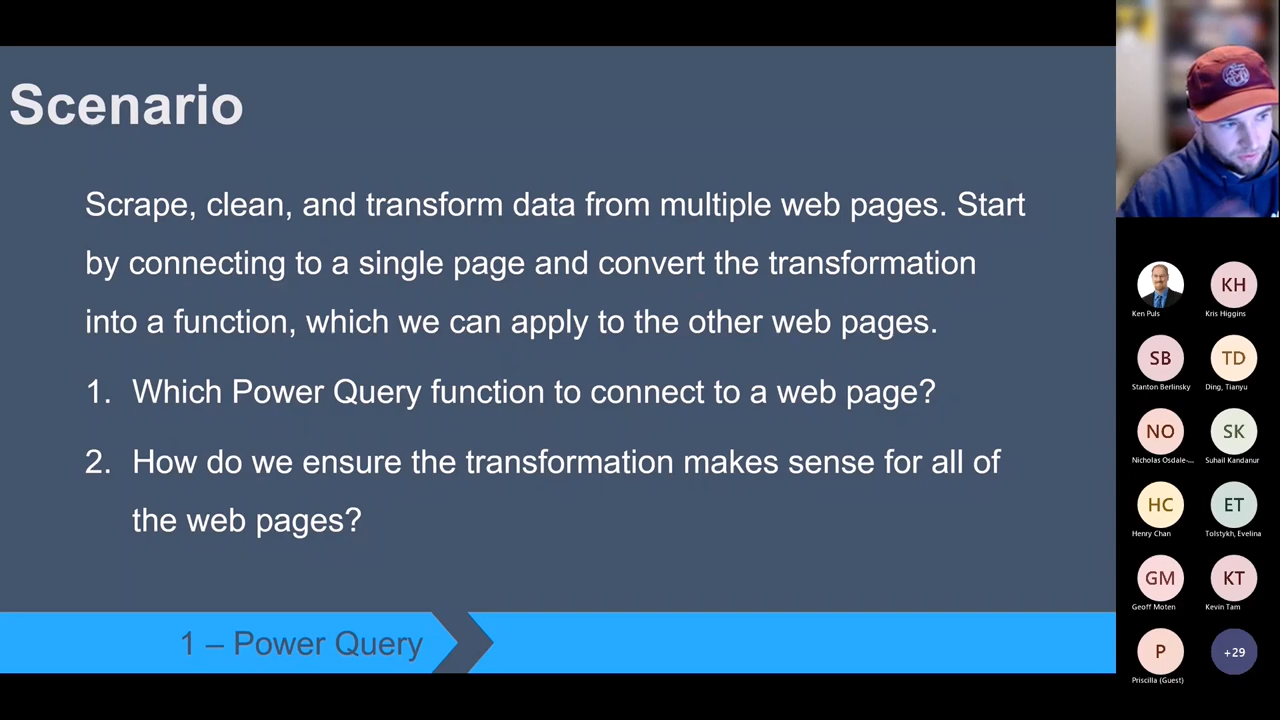 Scenario
Scrape, clean, and transform data from multiple web pages. Start
by connecting to a single page and convert the transformation
into a function, which we can apply to the other web pages.
1. Which Power Query function to connect to a web page?
2. How do we ensure the transformation makes sense for all of
the web pages?
1 – Power Query
Ken Puls
KH
Kris Higgins
SB
Stanton Berlinsky
TD
Ding, Tianyu
NO
Nicholas Osdale-...
SK
Suhail Kandanur
HC
Henry Chan
ET
Tolstykh, Evelina
GM
Geoff Moten
KT
Kevin Tam
P
Priscilla (Guest)
+29